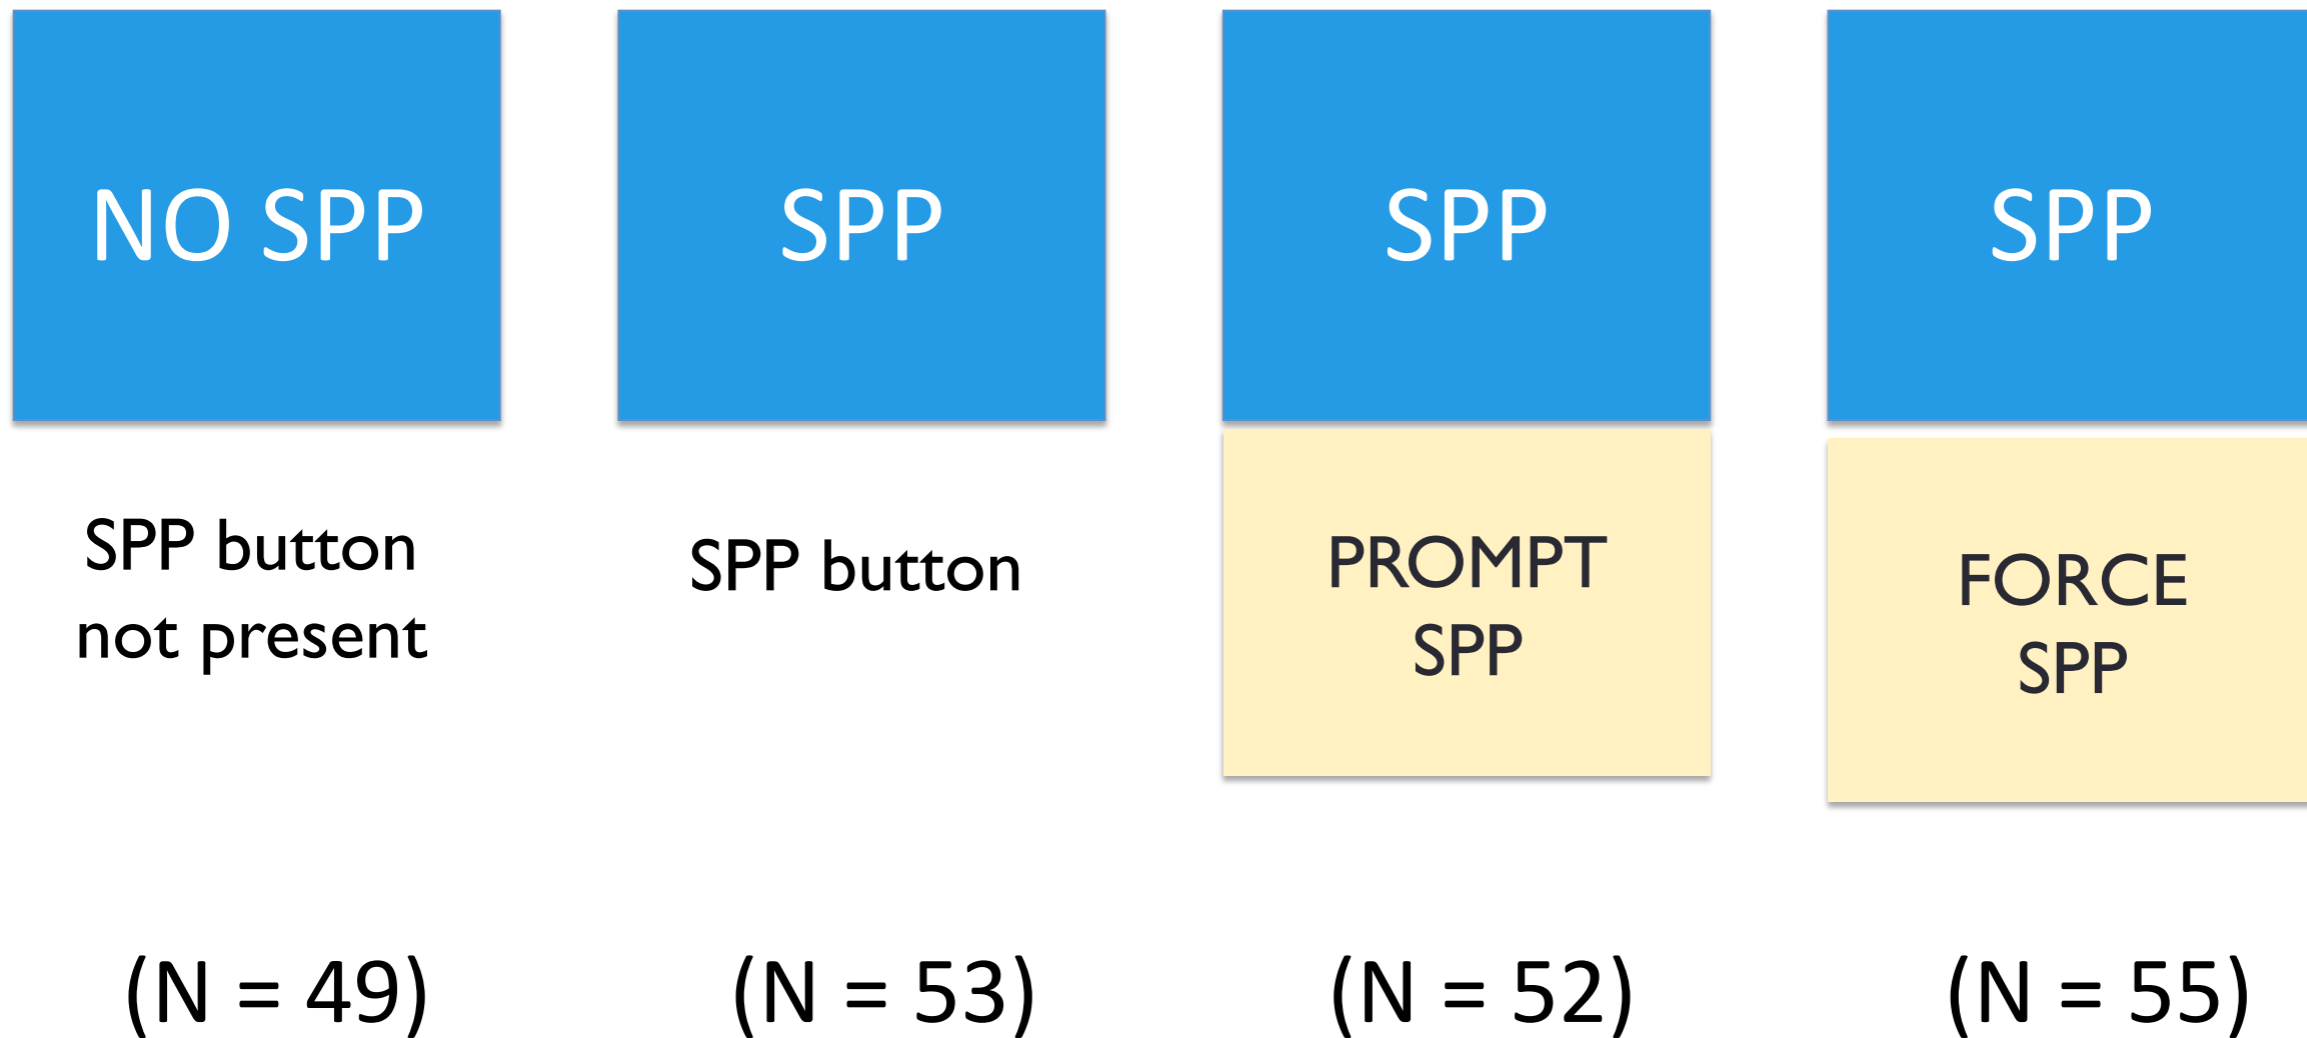 NO SPP
SPP
SPP
SPP
SPP button
not present
SPP button
PROMPT
SPP
FORCE
SPP
(N = 49)
(N = 53)
(N = 52)
(N = 55)